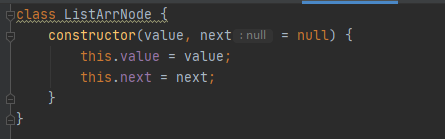 class ListArrNode {
    constructor(value, next :null = null) {
        this.value = value;
        this.next = next;
    }
}